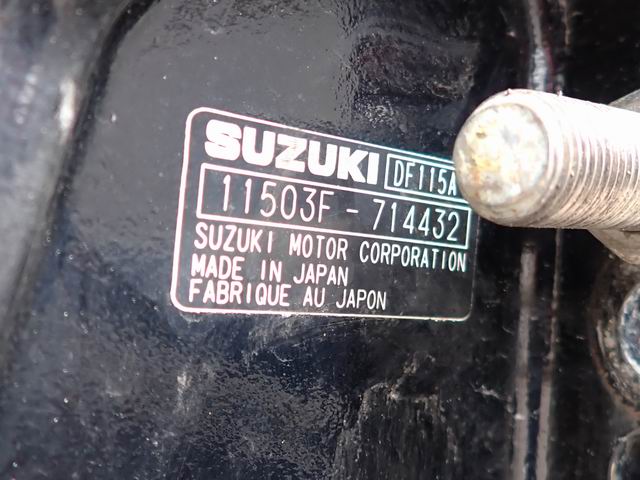 SUZUKI DF115A
11503F-714432
SUZUKI MOTOR CORPORATION
MADE IN JAPAN
FABRIQUE AU JAPON